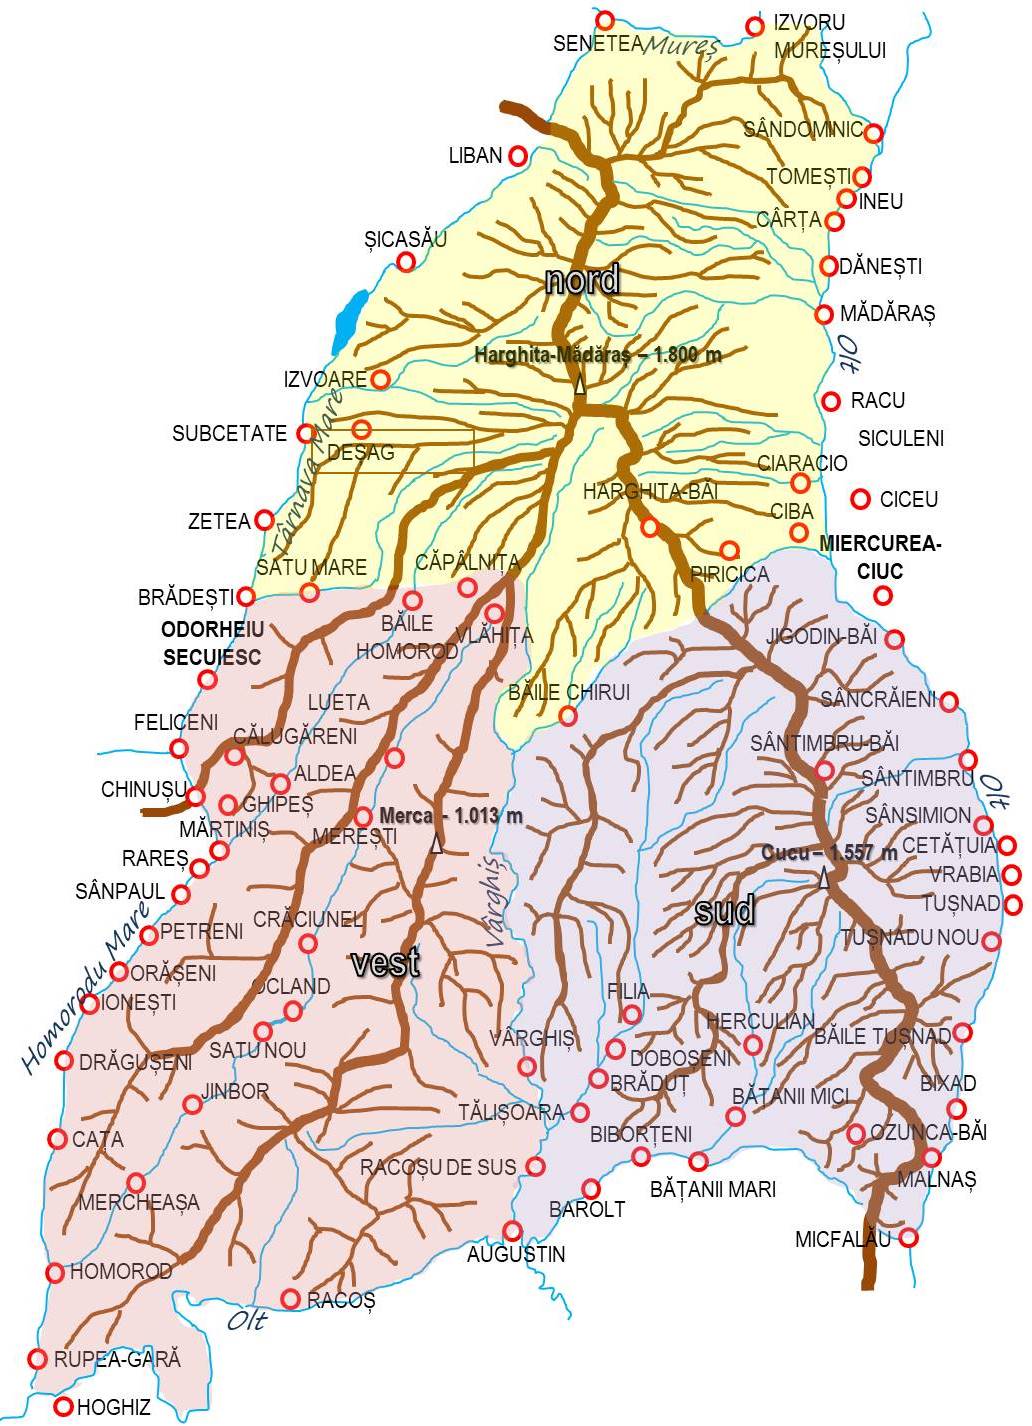 IZVORU
MUREȘULUI
SENETEA
Mureș
SÂNDOMINIC
LIBAN
TOMEȘTI
INEU
CÂRȚA
ȘICASĂU
DĂNEȘTI
nord
MĂDĂRAȘ
Olt
Harghita-Mădăraș – 1.800 m
IZVOARE
RACU
SUBCETATE
SICULENI
DESAG
CIARACIO
Târnava Mare
HARGHITA-BĂI
CICEU
ZETEA
CIBA
MIERCUREA-
CIUC
CĂPÂLNIȚA
SATU MARE
PIRICICA
BRĂDEȘTI
BĂILE
HOMOROD
VLĂHIȚA
ODORHEIU
SECUIESC
JIGODIN-BĂI
BĂILE CHIRUI
LUETA
SÂNCRĂIENI
FELICENI
CĂLUGĂRENI
SÂNTIMBRU-BĂI
ALDEA
SÂNTIMBRU
Olt
CHINUȘU
GHIPEȘ
Merca - 1.013 m
SÂNSIMION
MĂRTINIȘ
MEREȘTI
CETĂȚUIA
RAREȘ
Cucu – 1.557 m
VRABIA
SÂNPAUL
TUȘNAD
Vârghiș
sud
CRĂCIUNEL
PETRENI
TUȘNADU NOU
vest
ORĂȘENI
OCLAND
IONEȘTI
FILIA
Homorodu Mare
HERCULIAN
BĂILE TUȘNAD
VÂRGHIȘ
SATU NOU
DOBOȘENI
DRĂGUȘENI
BRĂDUȚ
BIXAD
JINBOR
BĂȚANII MICI
TĂLIȘOARA
CAȚA
BIBORȚENI
OZUNCA-BĂI
RACOȘU DE SUS
MALNAȘ
BĂȚANII MARI
MERCHEAȘA
BAROLT
MICFALĂU
AUGUSTIN
HOMOROD
RACOȘ
Olt
RUPEA-GARĂ
HOGHIZ